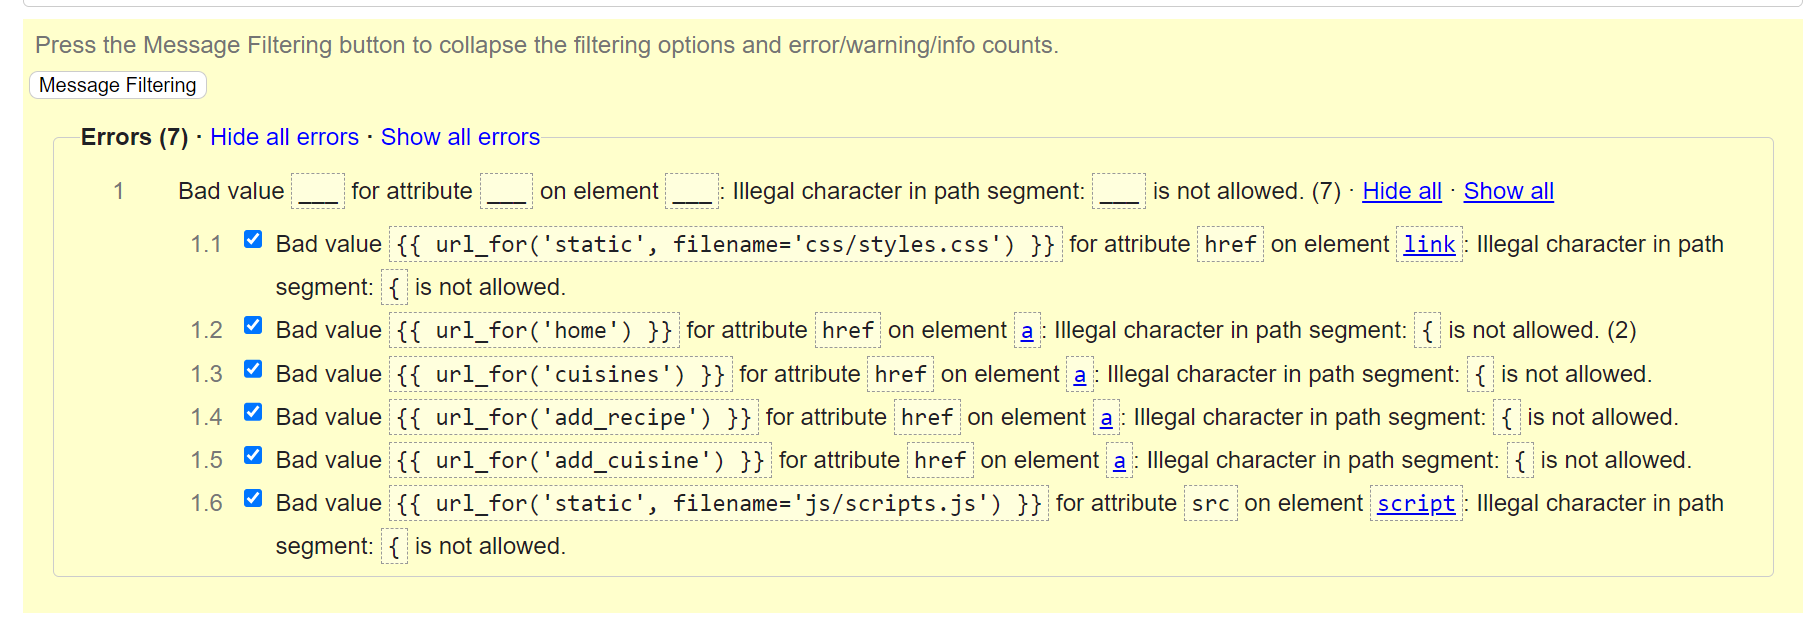 Press the Message Filtering button to collapse the filtering options and error/warning/info counts.
Message Filtering
Errors (7) · Hide all errors · Show all errors
1 Bad value ___ for attribute ___ on element ___: Illegal character in path segment: ___ is not allowed. (7) · Hide all · Show all
1.1 Bad value {{ url_for('static', filename='css/styles.css') }} for attribute href on element link: Illegal character in path
segment: { is not allowed.
1.2 Bad value {{ url_for('home') }} for attribute href on element a: Illegal character in path segment: { is not allowed. (2)
1.3 Bad value {{ url_for('cuisines') }} for attribute href on element a: Illegal character in path segment: { is not allowed.
1.4 Bad value {{ url_for('add_recipe') }} for attribute href on element a: Illegal character in path segment: { is not allowed.
1.5 Bad value {{ url_for('add_cuisine') }} for attribute href on element a: Illegal character in path segment: { is not allowed.
1.6 Bad value {{ url_for('static', filename='js/scripts.js') }} for attribute src on element script: Illegal character in path
segment: { is not allowed.